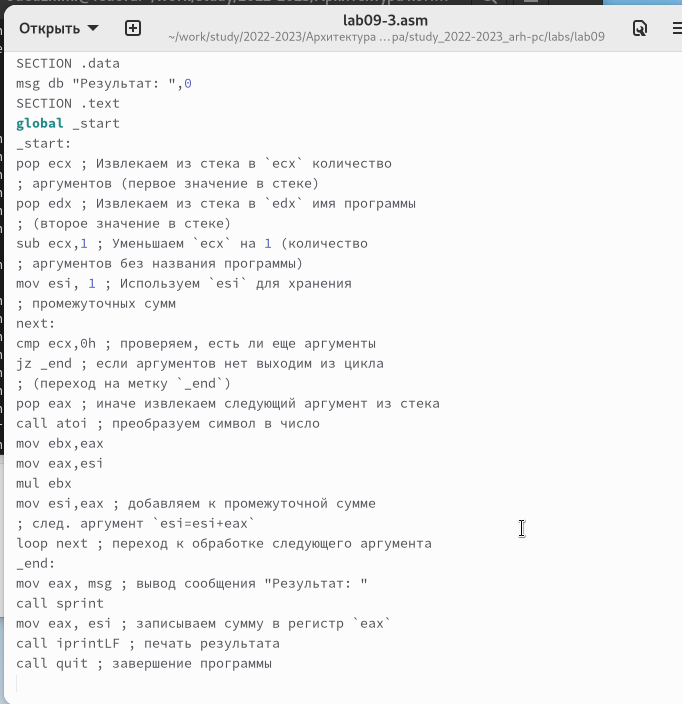 Открыть
lab09-3.asm
~/work/study/2022-2023/Архитектура ...pa/study_2022-2023_arh-pc/labs/lab09
SECTION .data
msg db "Результат: ",0
SECTION .text
global _start
_start:
pop ecx ; Извлекаем из стека в `ecx` количество
; аргументов (первое значение в стеке)
pop edx ; Извлекаем из стека в `edx` имя программы
; (второе значение в стеке)
sub ecx,1 ; Уменьшаем `ecx` на 1 (количество
; аргументов без названия программы)
mov esi, 1 ; Используем `esi` для хранения
; промежуточных сумм
next:
cmp ecx,0h ; проверяем, есть ли еще аргументы
jz _end ; если аргументов нет выходим из цикла
; (переход на метку `_end`)
pop eax ; иначе извлекаем следующий аргумент из стека
call atoi ; преобразуем символ в число
mov ebx,eax
mov eax,esi
mul ebx
mov esi,eax ; добавляем к промежуточной сумме
; след. аргумент `esi=esi+eax`
loop next ; переход к обработке следующего аргумента
_end:
mov eax, msg ; вывод сообщения "Результат: "
call sprint
mov eax, esi ; записываем сумму в регистр `eax`
call iprintLF ; печать результата
call quit ; завершение программы